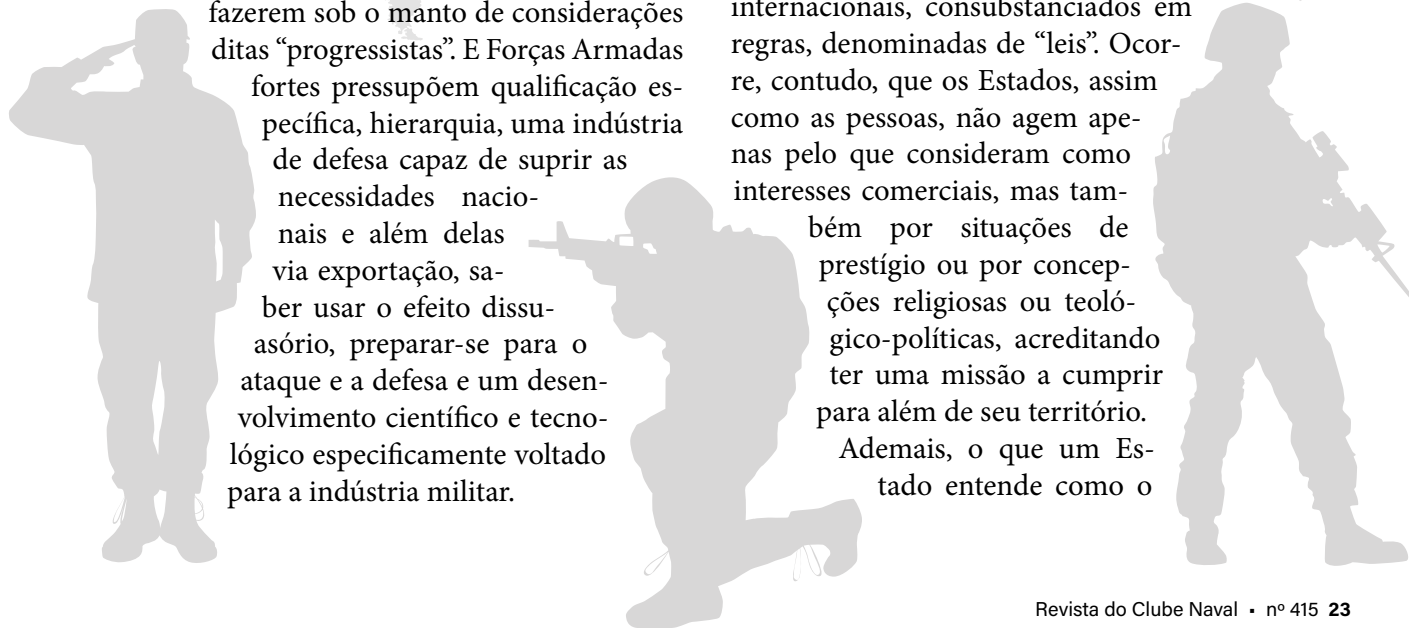 fazerem sob o manto de considerações
ditas “progressistas”. E Forças Armadas
fortes pressupõem qualificação es-
pecífica, hierarquia, uma indústria
de defesa capaz de suprir as
necessidades nacio-
nais e além delas
via exportação, sa-
ber usar o efeito dissu-
asório, preparar-se para o
ataque e a defesa e um desen-
volvimento científico e tecno-
lógico especificamente voltado
para a indústria militar.
internacionais, consubstanciados em
regras, denominadas de “leis”. Ocor-
re, contudo, que os Estados, assim
como as pessoas, não agem ape-
nas pelo que consideram como
interesses comerciais, mas tam-
bém por situações de
prestígio ou por concep-
ções religiosas ou teoló-
gico-políticas, acreditando
ter uma missão a cumprir
para além de seu território.
Ademais, o que um Es-
tado entende como o
Revista do Clube Naval ▪ nº 415 23